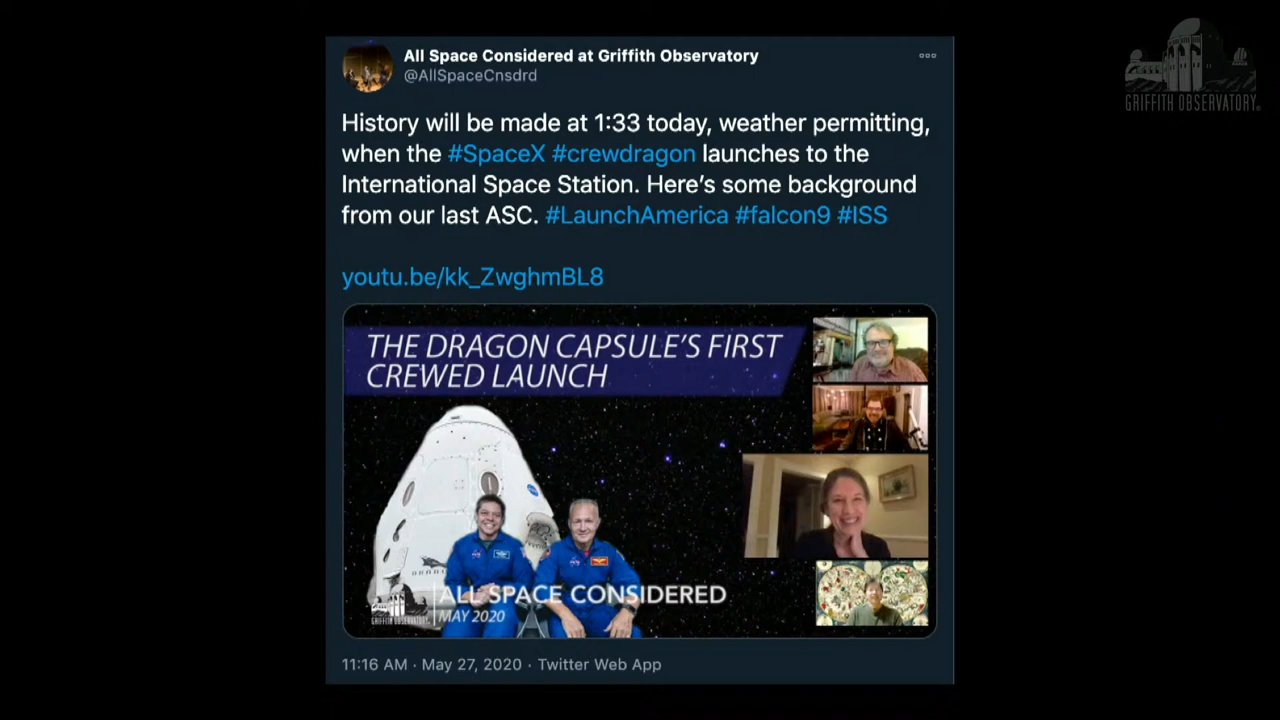 All Space Considered at Griffith Observatory
@AllSpaceCnsdrd
GRIFFITH OBSERVATORY
History will be made at 1:33 today, weather permitting,
when the #SpaceX #crewdragon launches to the
International Space Station. Here’s some background
from our last ASC. #LaunchAmerica #falcon9 #ISS
youtu.be/kk_ZwghmBL8
THE DRAGON CAPSULE’S FIRST
CREWED LAUNCH
ALL SPACE CONSIDERED
MAY 2020
GRIFFITH OBSERVATORY
11:16 AM · May 27, 2020 · Twitter Web App